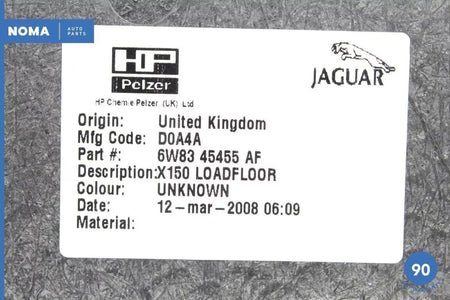 NOMA AUTO PARTS
HP
Pelzer
HP Chemie Pelzer (UK) Ltd
JAGUAR
Origin: United Kingdom
Mfg Code: D0A4A
Part #: 6W83 45455 AF
Description:X150 LOADFLOOR
Colour: UNKNOWN
Date: 12-mar-2008 06:09
Material:
90